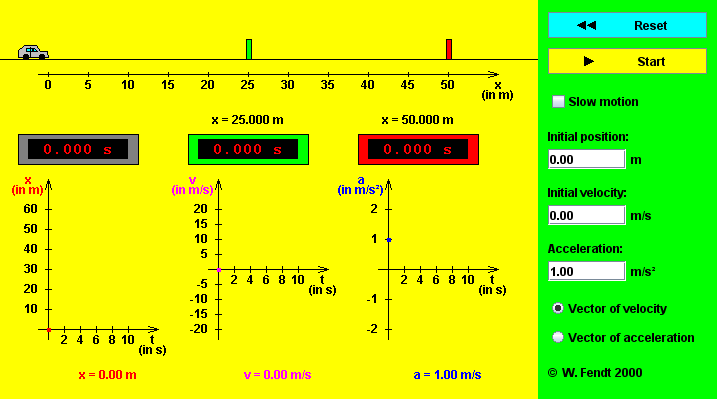 0 5 10 15 20 25 30 35 40 45 50 x
(in m)
x = 25.000 m x = 50.000 m
0.000 s 0.000 s 0.000 s
x
(in m)
60
50
40
30
20
10
2 4 6 8 10 t
(in s)
x = 0.00 m
v
(in m/s)
20
15
10
5
2 4 6 8 10 t
(in s)
-5
-10
-15
-20
v = 0.00 m/s
a
(in m/s²)
2
1
2 4 6 8 10 t
(in s)
-1
-2
a = 1.00 m/s²
Reset
Start
Slow motion
Initial position:
0.00 m
Initial velocity:
0.00 m/s
Acceleration:
1.00 m/s²
Vector of velocity
Vector of acceleration
© W. Fendt 2000